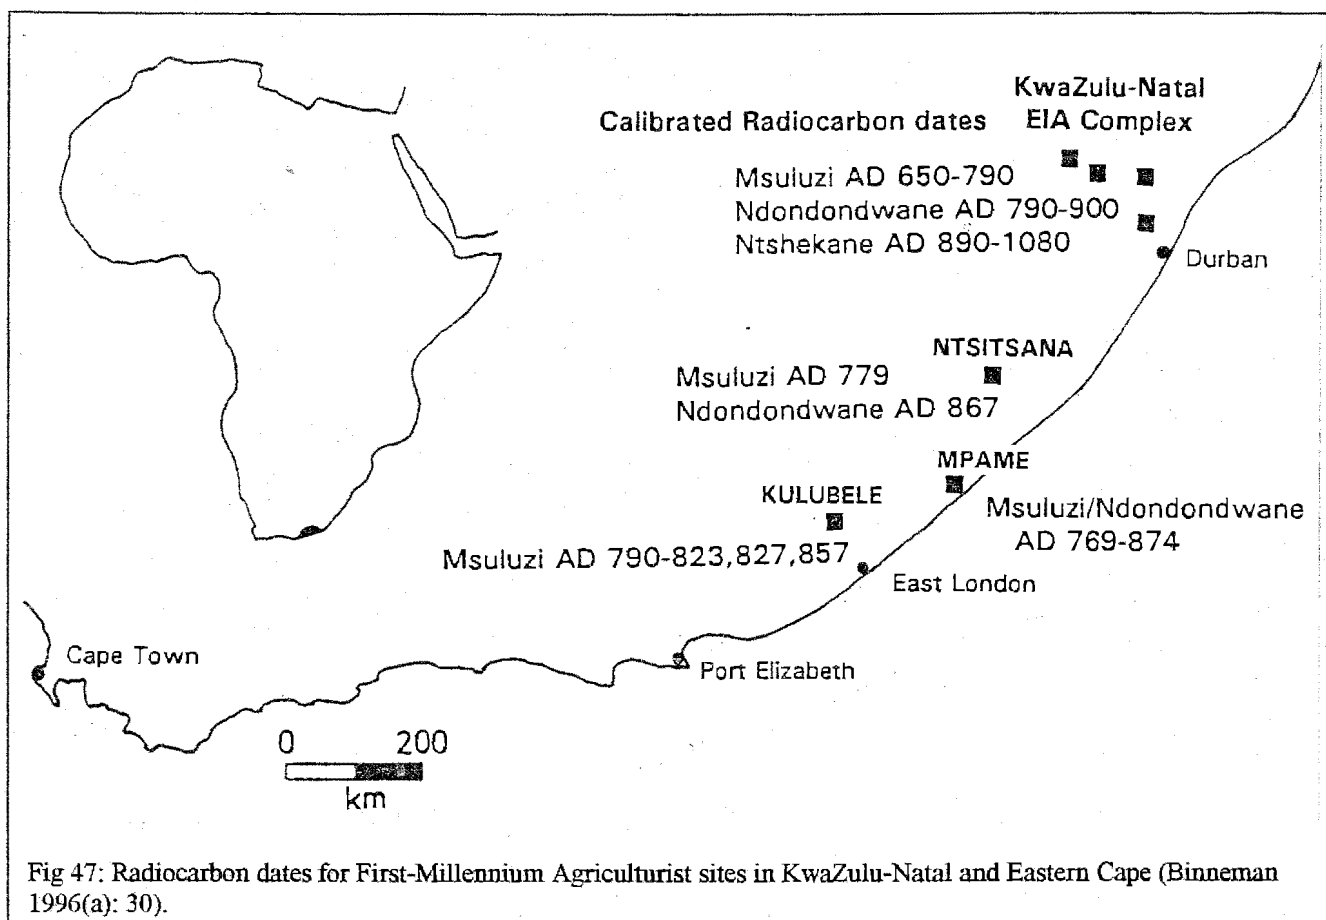 KwaZulu-Natal
Calibrated Radiocarbon dates EIA Complex
Msuluzi AD 650-790
Ndondondwane AD 790-900
Ntshekane AD 890-1080
Durban
NTSITSANA
Msuluzi AD 779
Ndondondwane AD 867
MPAME
KULUBELE
Msuluzi/Ndondondwane
AD 769-874
Msuluzi AD 790-823,827,857
East London
Cape Town
Port Elizabeth
0 200
km
Fig 47: Radiocarbon dates for First-Millennium Agriculturist sites in KwaZulu-Natal and Eastern Cape (Binneman
1996(a): 30).